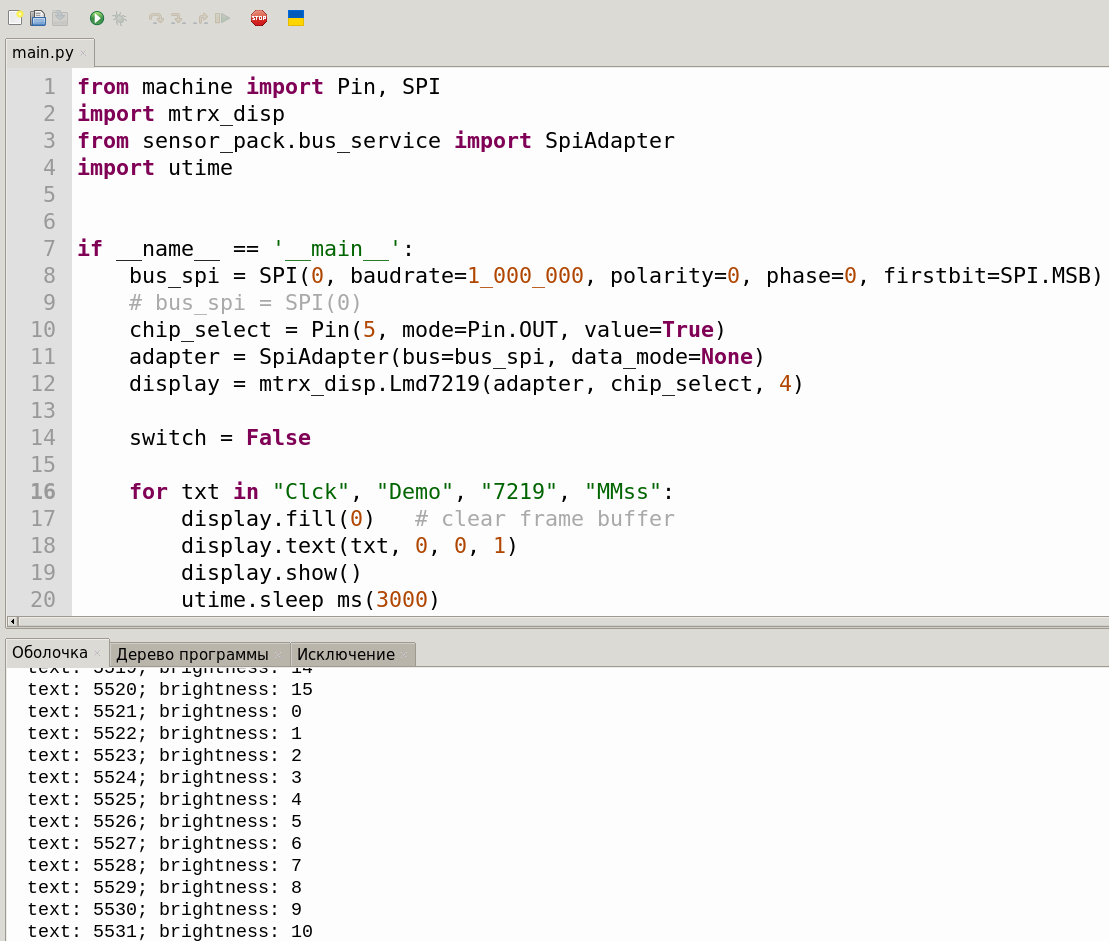 STOP
main.py
1 from machine import Pin, SPI
2 import mtrx_disp
3 from sensor_pack.bus_service import SpiAdapter
4 import utime
5
6
7 if __name__ == '__main__':
8     bus_spi = SPI(0, baudrate=1_000_000, polarity=0, phase=0, firstbit=SPI.MSB)
9     # bus_spi = SPI(0)
10     chip_select = Pin(5, mode=Pin.OUT, value=True)
11     adapter = SpiAdapter(bus=bus_spi, data_mode=None)
12     display = mtrx_disp.Lmd7219(adapter, chip_select, 4)
13
14     switch = False
15
16     for txt in "Clck", "Demo", "7219", "MMss":
17         display.fill(0)   # clear frame buffer
18         display.text(txt, 0, 0, 1)
19         display.show()
20         utime.sleep ms(3000)
Оболочка Дерево программы Исключение
text: 5519; brightness: 14
text: 5520; brightness: 15
text: 5521; brightness: 0
text: 5522; brightness: 1
text: 5523; brightness: 2
text: 5524; brightness: 3
text: 5525; brightness: 4
text: 5526; brightness: 5
text: 5527; brightness: 6
text: 5528; brightness: 7
text: 5529; brightness: 8
text: 5530; brightness: 9
text: 5531; brightness: 10